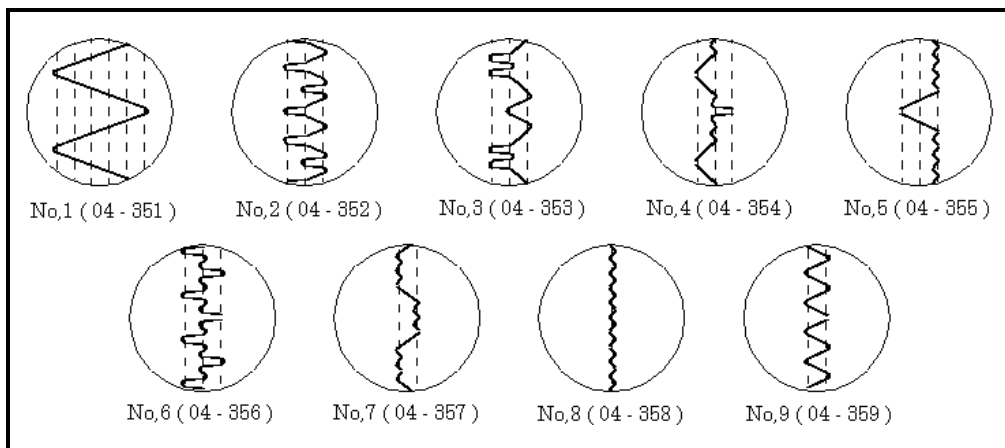 No,1 ( 04 - 351 )
No,2 ( 04 - 352 )
No,3 ( 04 - 353 )
No,4 ( 04 - 354 )
No,5 ( 04 - 355 )
No,6 ( 04 - 356 )
No,7 ( 04 - 357 )
No,8 ( 04 - 358 )
No,9 ( 04 - 359 )